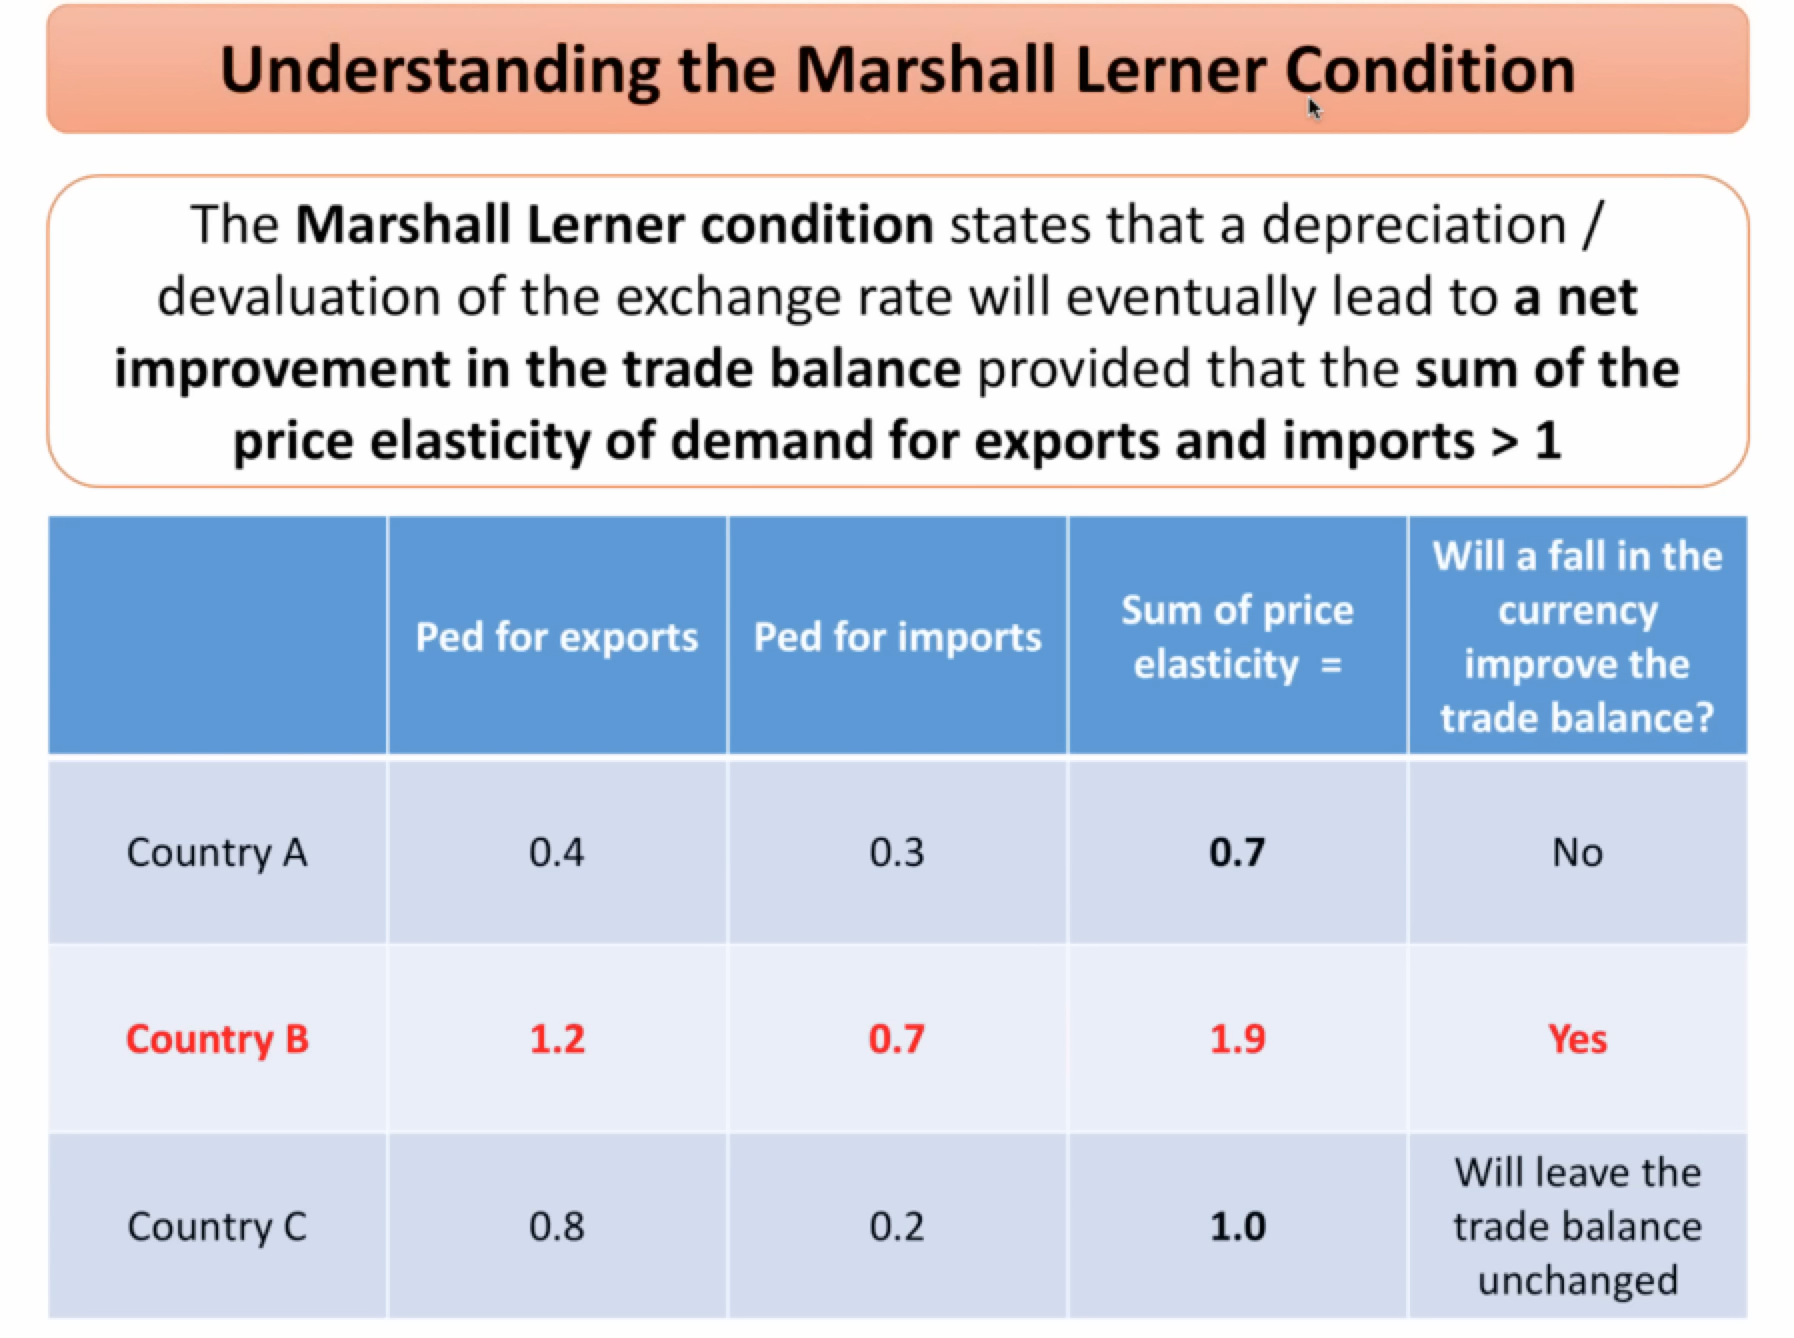 Understanding the Marshall Lerner Condition
The Marshall Lerner condition states that a depreciation /
devaluation of the exchange rate will eventually lead to a net
improvement in the trade balance provided that the sum of the
price elasticity of demand for exports and imports > 1
Ped for exports
Ped for imports
Sum of price
elasticity =
Will a fall in the
currency
improve the
trade balance?
Country A
0.4
0.3
0.7
No
Country B
1.2
0.7
1.9
Yes
Country C
0.8
0.2
1.0
Will leave the
trade balance
unchanged